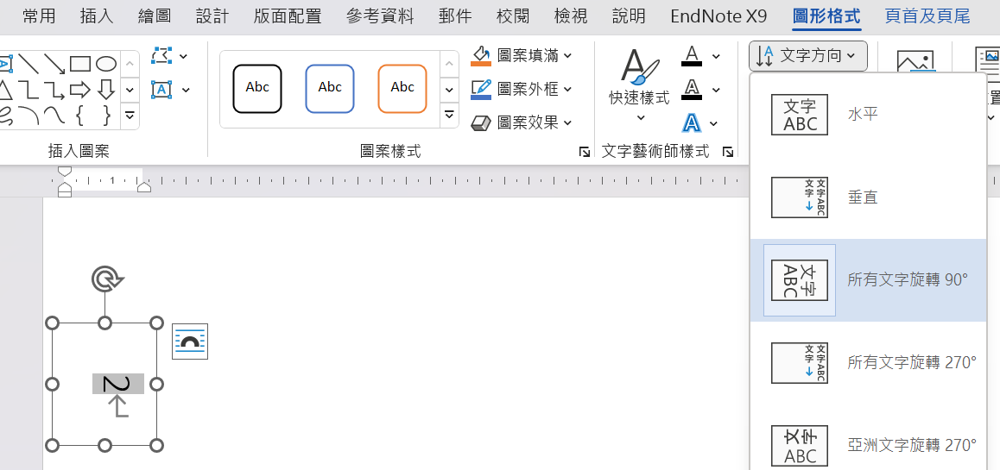 常用 插入 繪圖 設計 版面配置 參考資料 郵件 校閱 檢視 說明 EndNote X9 圖形格式 頁首及頁尾
A
A
Abc Abc Abc
圖案填滿
圖案外框
圖案效果
快速樣式
A
A
A
文字方向
插入圖案 圖案樣式 文字藝術師樣式
置
1
文字
ABC
水平
文字ABC
文字
垂直
文字
ABC
所有文字旋轉 90°
文字ABC
文字
所有文字旋轉 270°
文字
ABC
亞洲文字旋轉 270°
2